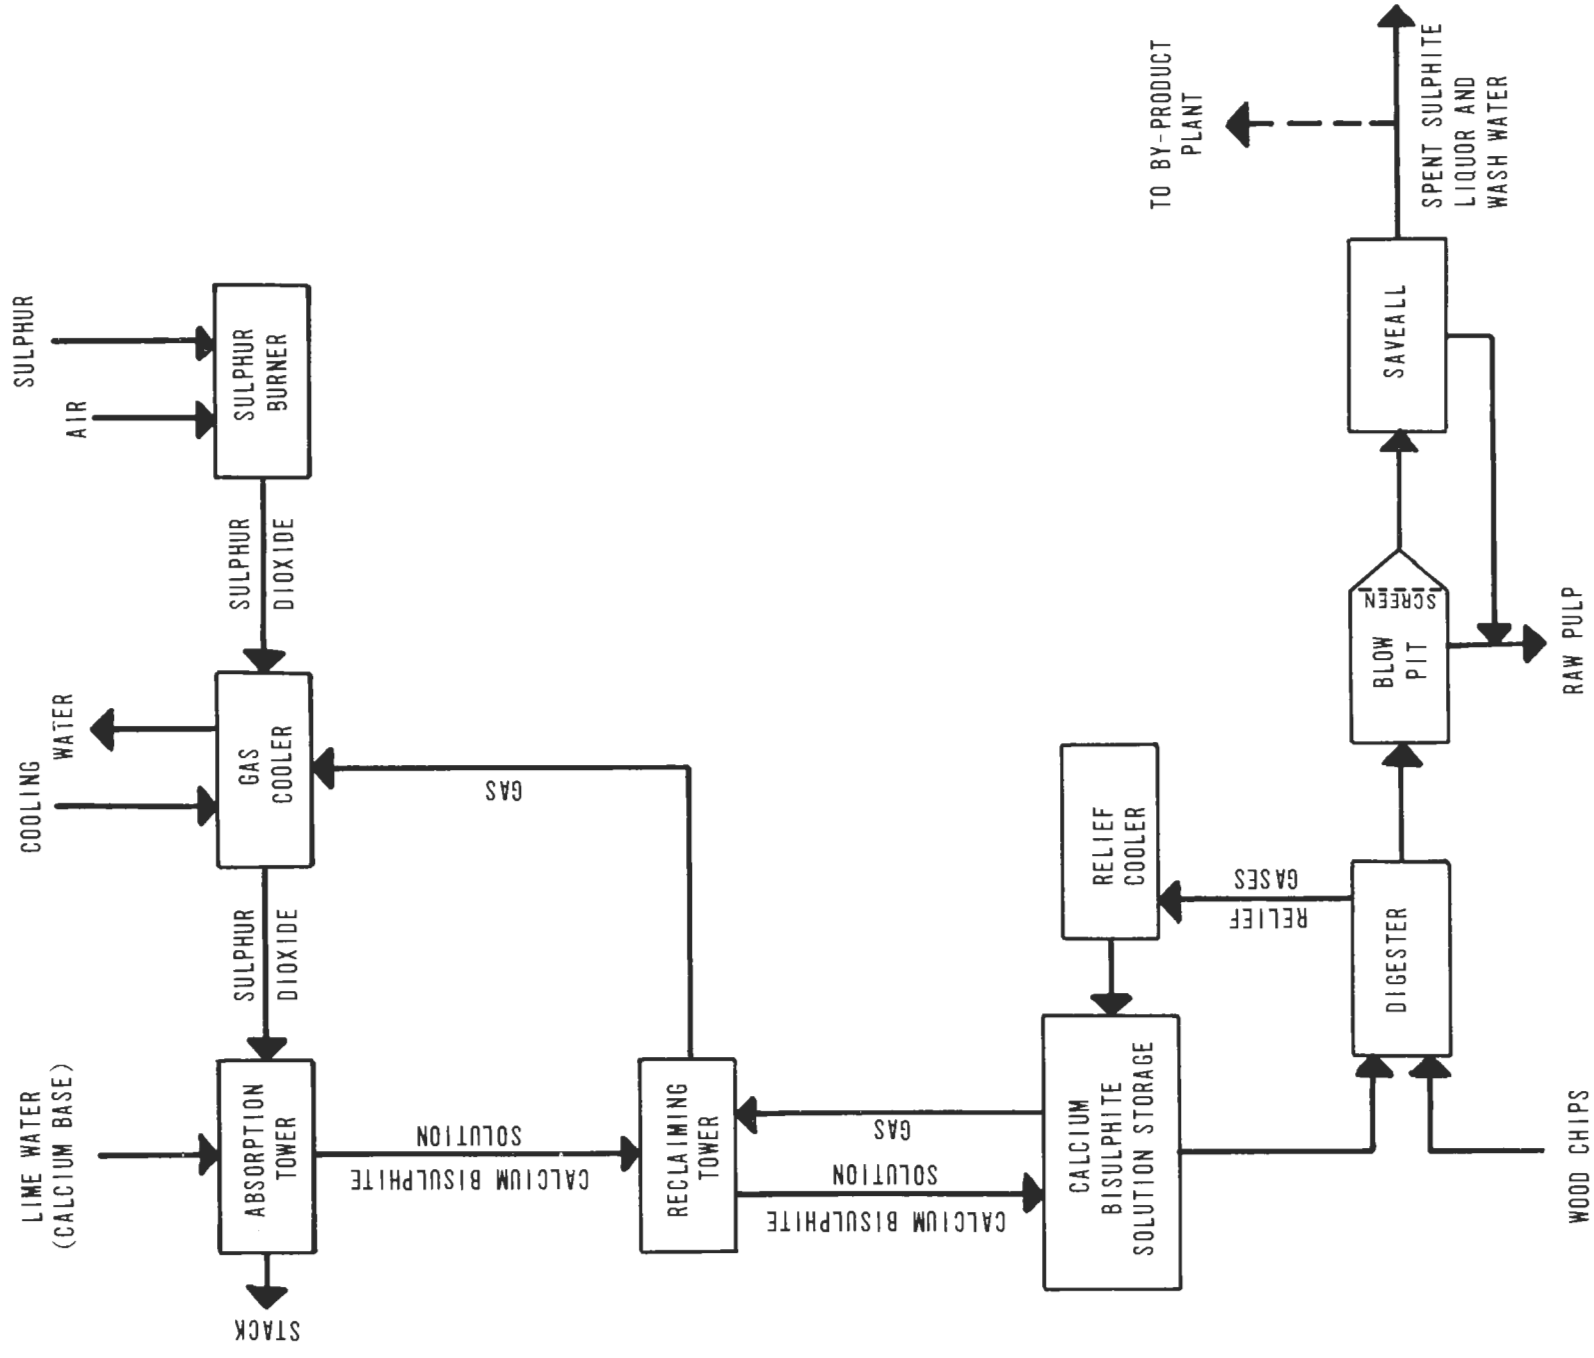 SULPHUR
AIR
SULPHUR
BURNER
SULPHUR
DIOXIDE
COOLING
WATER
GAS
COOLER
SULPHUR
DIOXIDE
LIME WATER
(CALCIUM BASE)
ABSORPTION
TOWER
STACK
CALCIUM BISULPHITE
SOLUTION
GAS
RECLAIMING
TOWER
CALCIUM BISULPHITE
SOLUTION
GAS
CALCIUM
BISULPHITE
SOLUTION STORAGE
RELIEF
COOLER
RELIEF
GASES
DIGESTER
WOOD CHIPS
BLOW
PIT
SCREEN
RAW PULP
SAVEALL
TO BY-PRODUCT
PLANT
SPENT SULPHITE
LIQUOR AND
WASH WATER